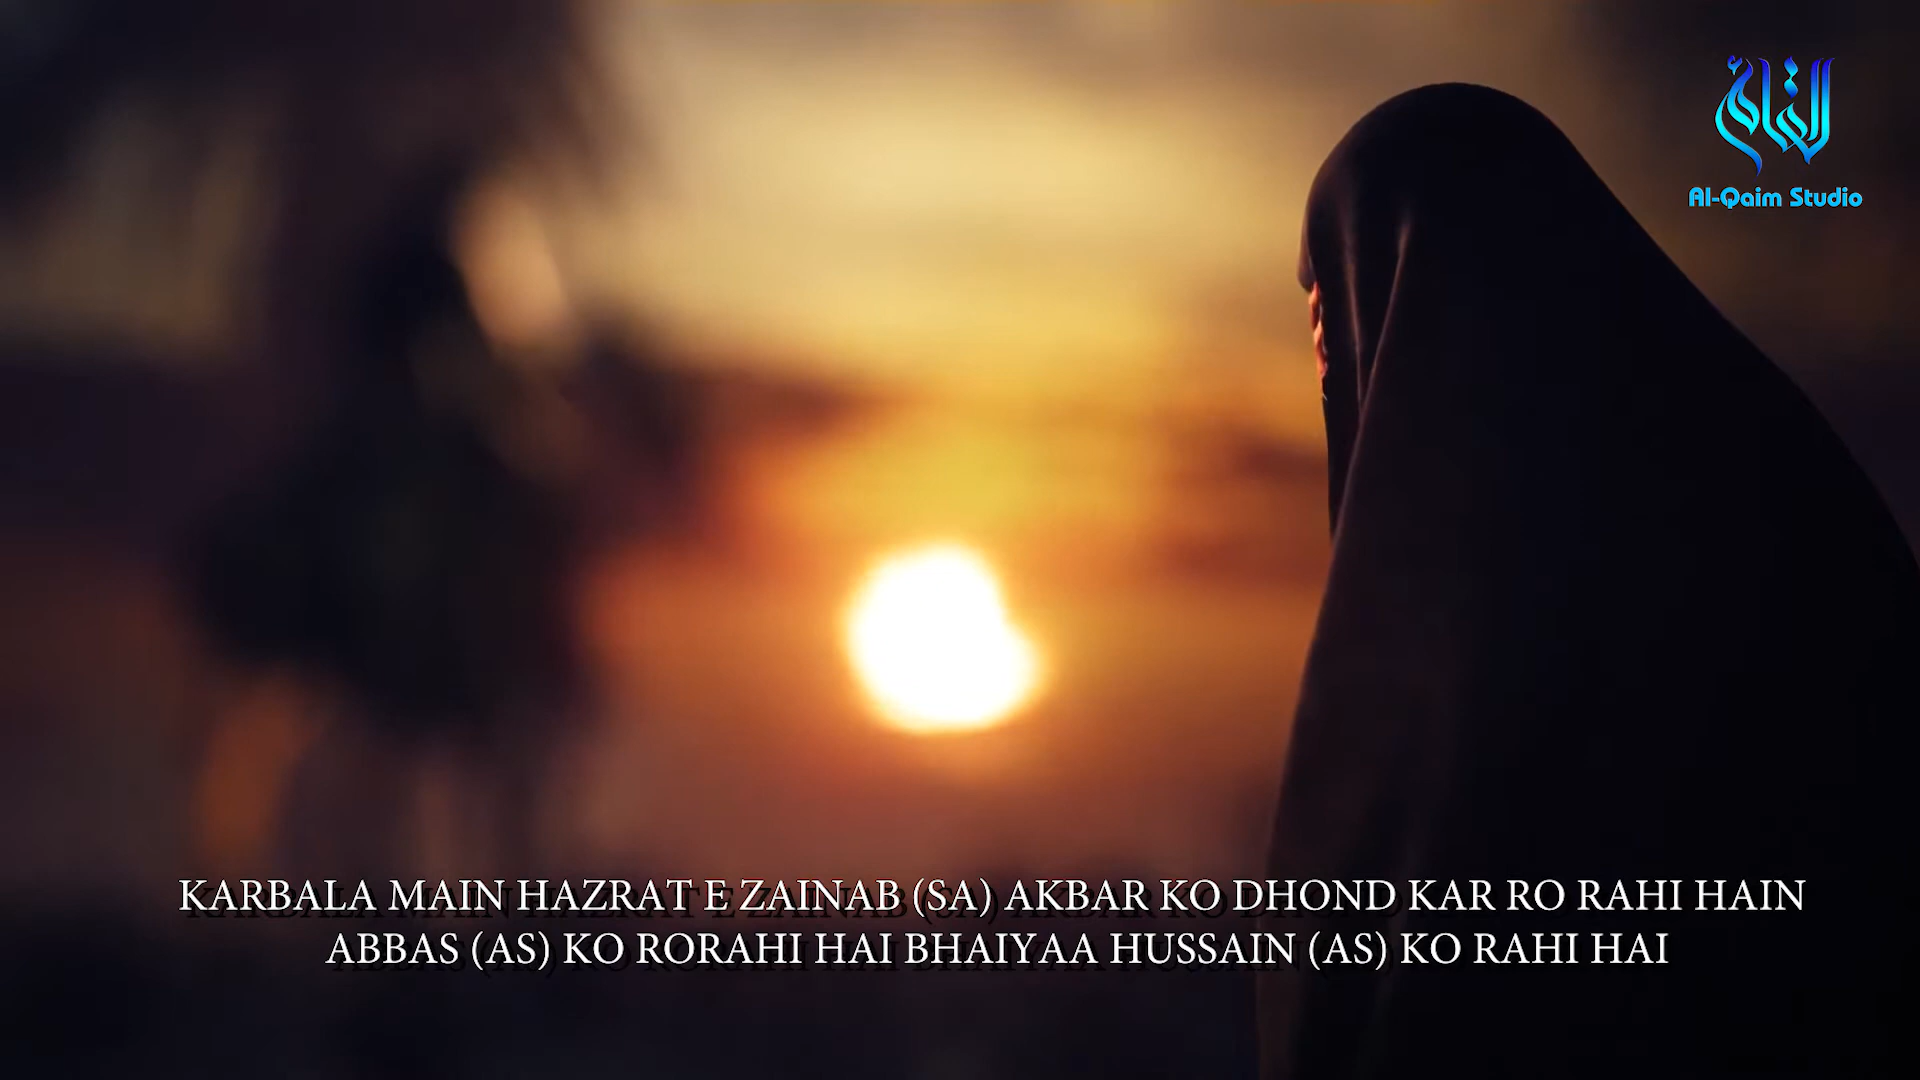 القائم
Al-Qaim Studio
KARBALA MAIN HAZRAT E ZAINAB (SA) AKBAR KO DHOND KAR RO RAHI HAIN
ABBAS (AS) KO RORAHI HAI BHAIYAA HUSSAIN (AS) KO RAHI HAI